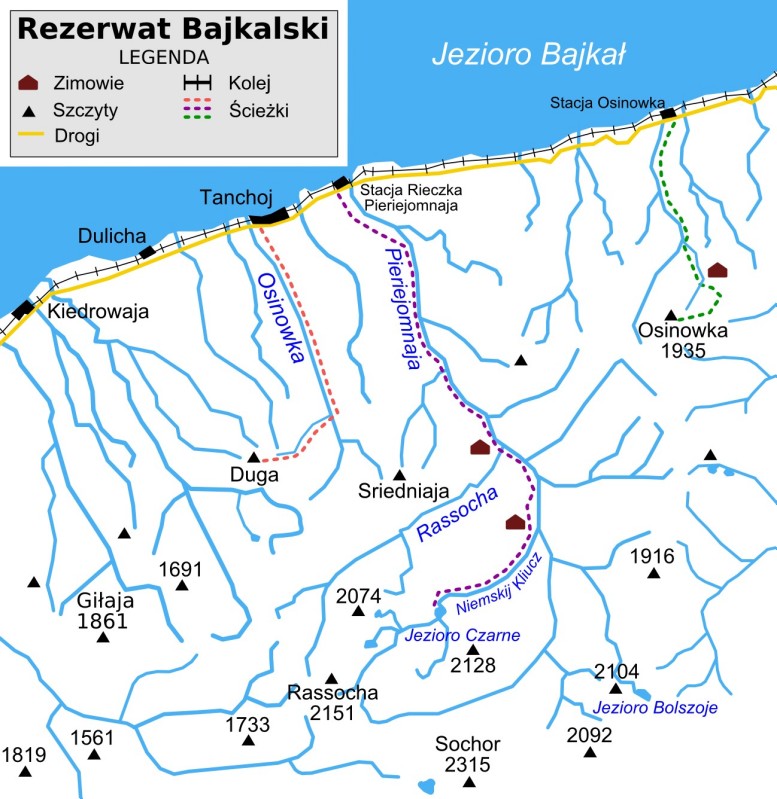 Rezerwat Bajkalski
LEGENDA
Zimowie
Kolej
Szczyty
Ścieżki
Drogi
Jezioro Bajkał
Stacja Osinowka
Tanchoj
Stacja Rieczka
Pieriejomnaja
Dulicha
Kiedrowaja
Osinowka
Pieriejomnaja
Osinowka
1935
Duga
Sriedniaja
Rassocha
Niemskij Kliucz
1691
2074
1916
Giłaja
1861
Jezioro Czarne
2128
Rassocha
2151
2104
Jezioro Bolszoje
1733
1561
1819
Sochor
2315
2092